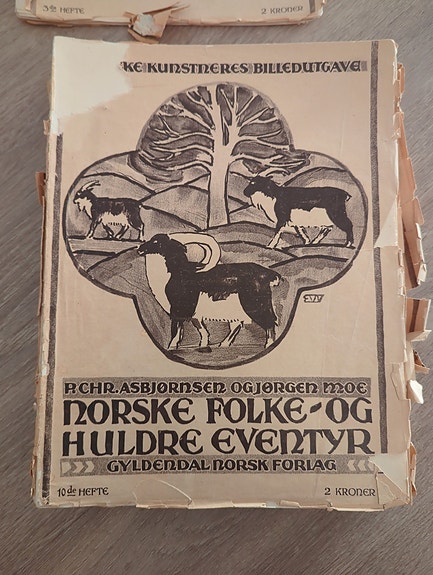 3die HEFTE 2 KRONER
KE KUNSTNERES BILLEDUTGAVE
P. CHR. ASBJØRNSEN OG JØRGEN MOE
NORSKE FOLKE- OG
HULDRE EVENTYR
GYLDENDAL NORSK FORLAG
10de HEFTE 2 KRONER